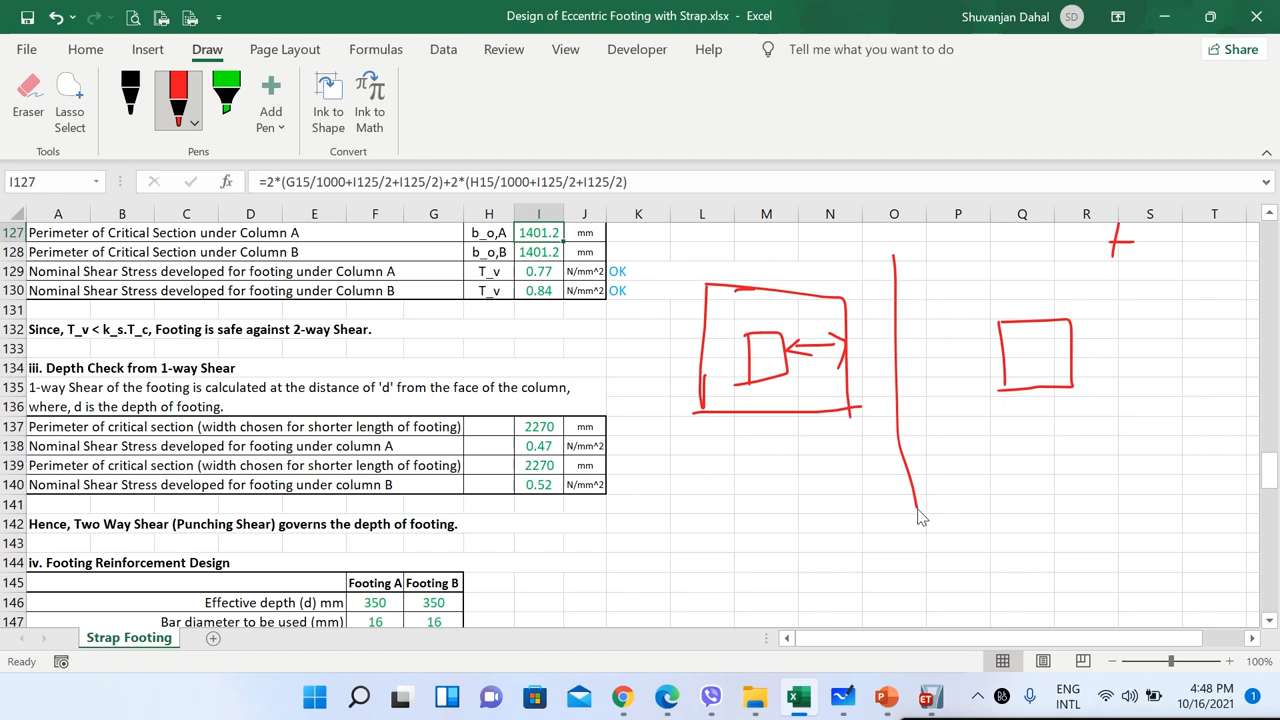 Design of Eccentric Footing with Strap.xlsx - Excel
Shuvanjan Dahal SD
File Home Insert Draw Page Layout Formulas Data Review View Developer Help Tell me what you want to do Share
Eraser Lasso Select Add Pen Ink to Shape Ink to Math
Tools Pens Convert
I127 fx =2*(G15/1000+I125/2+I125/2)+2*(H15/1000+I125/2+I125/2)
A B C D E F G H I J K L M N O P Q R S T
127 Perimeter of Critical Section under Column A b_o,A 1401.2 mm
128 Perimeter of Critical Section under Column B b_o,B 1401.2 mm
129 Nominal Shear Stress developed for footing under Column A T_v 0.77 N/mm^2 OK
130 Nominal Shear Stress developed for footing under Column B T_v 0.84 N/mm^2 OK
131
132 Since, T_v < k_s.T_c, Footing is safe against 2-way Shear.
133
134 iii. Depth Check from 1-way Shear
135 1-way Shear of the footing is calculated at the distance of 'd' from the face of the column,
136 where, d is the depth of footing.
137 Perimeter of critical section (width chosen for shorter length of footing) 2270 mm
138 Nominal Shear Stress developed for footing under column A 0.47 N/mm^2
139 Perimeter of critical section (width chosen for shorter length of footing) 2270 mm
140 Nominal Shear Stress developed for footing under column B 0.52 N/mm^2
141
142 Hence, Two Way Shear (Punching Shear) governs the depth of footing.
143
144 iv. Footing Reinforcement Design
145 Footing A Footing B
146 Effective depth (d) mm 350 350
147 Bar diameter to be used (mm) 16 16
Strap Footing
Ready 100%
ENG INTL 4:48 PM 10/16/2021 1